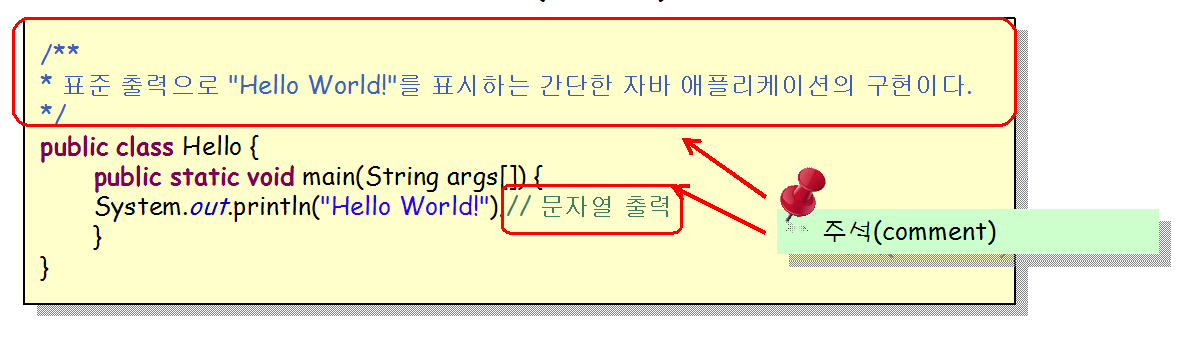 /**
* 표준 출력으로 "Hello World!"를 표시하는 간단한 자바 애플리케이션의 구현이다.
*/
public class Hello {
public static void main(String args[]) {
System.out.println("Hello World!") // 문자열 출력
}
}
주석(comment)